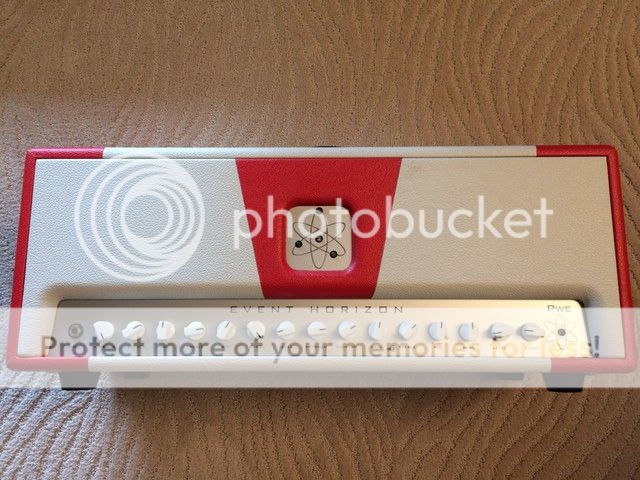 photobucket
EVENT HORIZON
PWE
Protect more of your memories for less!